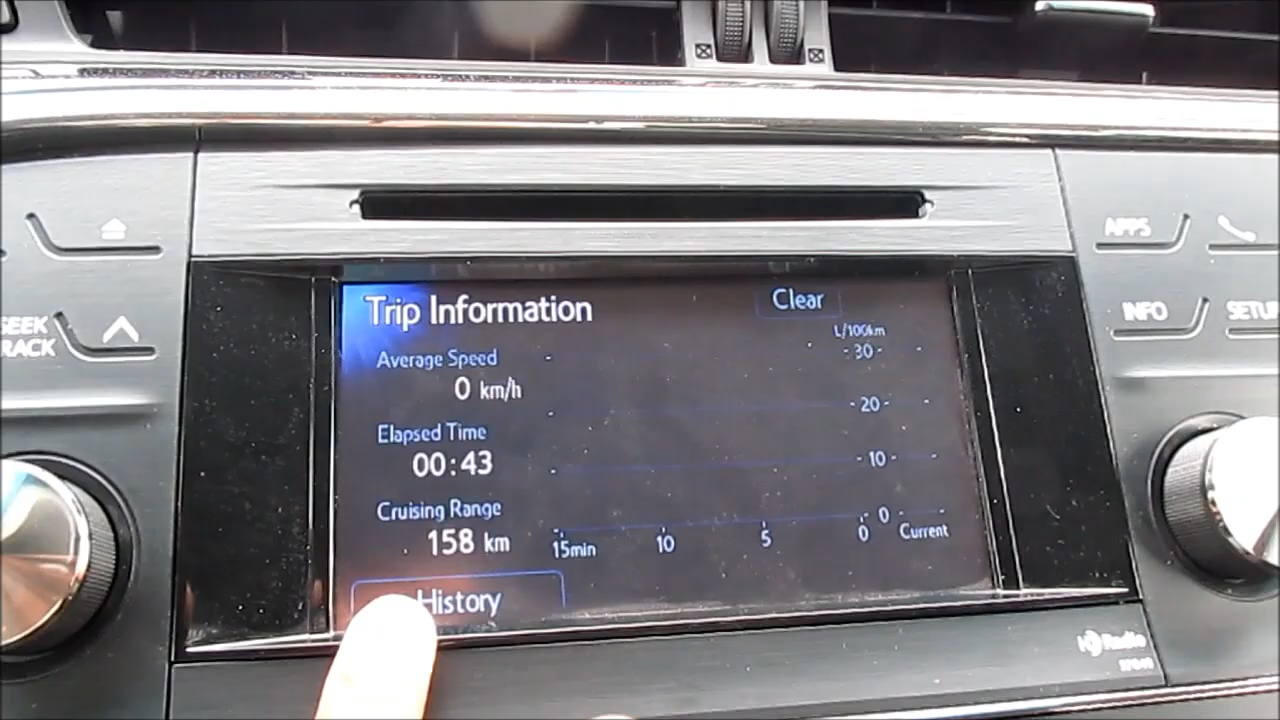 APPS
SEEK
TRACK
INFO
Trip Information
Clear
L/100km
Average Speed
30
0 km/h
20
Elapsed Time
00:43
10
Cruising Range
0
158 km
15min 10 5 0 Current
History
HD Radio